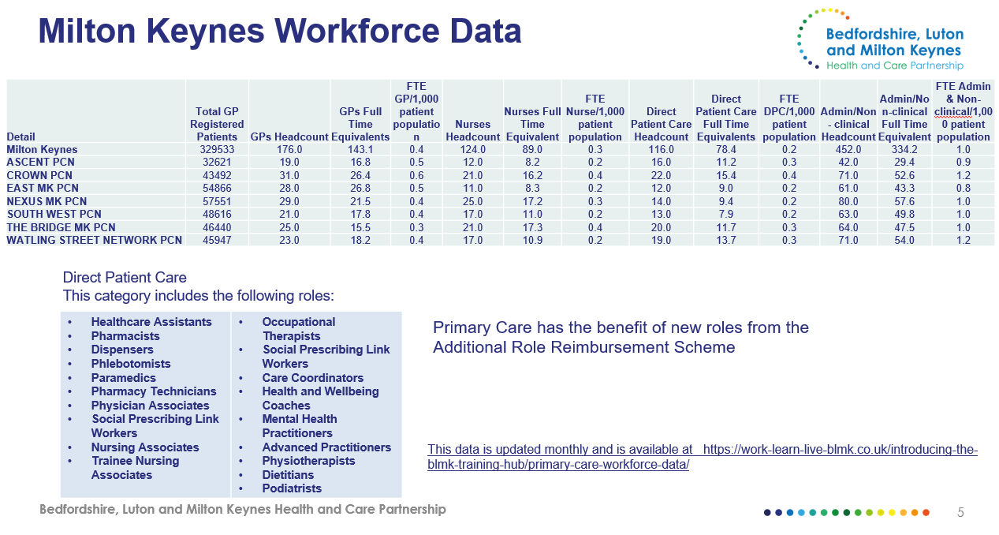 Milton Keynes Workforce Data
Bedfordshire, Luton
and Milton Keynes
Health and Care Partnership
Detail Total GP Registered Patients GPs Headcount GPs Full Time Equivalents FTE GP/1,000 patient populatio n Nurses Headcount Nurses Full Time Equivalent FTE Nurse/1,000 patient population Direct Patient Care Headcount Direct Patient Care Full Time Equivalents FTE DPC/1,000 patient population Admin/Non - clinical Headcount Admin/No n-clinical Full Time Equivalent FTE Admin & Non- clinical/1,00 0 patient population
Milton Keynes 329533 176.0 143.1 0.4 124.0 89.0 0.3 116.0 78.4 0.2 452.0 334.2 1.0
ASCENT PCN 32621 19.0 16.8 0.5 12.0 8.2 0.2 16.0 11.2 0.3 42.0 29.4 0.9
CROWN PCN 43492 31.0 26.4 0.6 21.0 16.2 0.4 22.0 15.4 0.4 71.0 52.6 1.2
EAST MK PCN 54866 28.0 26.8 0.5 11.0 8.3 0.2 12.0 9.0 0.2 61.0 43.3 0.8
NEXUS MK PCN 57551 29.0 21.5 0.4 25.0 17.2 0.3 14.0 9.4 0.2 80.0 57.6 1.0
SOUTH WEST PCN 48616 21.0 17.8 0.4 17.0 11.0 0.2 13.0 7.9 0.2 63.0 49.8 1.0
THE BRIDGE MK PCN 46440 25.0 15.5 0.3 21.0 17.3 0.4 20.0 11.7 0.3 64.0 47.5 1.0
WATLING STREET NETWORK PCN 45947 23.0 18.2 0.4 17.0 10.9 0.2 19.0 13.7 0.3 71.0 54.0 1.2
Direct Patient Care
This category includes the following roles:
• Healthcare Assistants
• Pharmacists
• Dispensers
• Phlebotomists
• Paramedics
• Pharmacy Technicians
• Physician Associates
• Social Prescribing Link
Workers
• Nursing Associates
• Trainee Nursing
Associates
• Occupational
Therapists
• Social Prescribing Link
Workers
• Care Coordinators
• Health and Wellbeing
Coaches
• Mental Health
Practitioners
• Advanced Practitioners
• Physiotherapists
• Dietitians
• Podiatrists
Primary Care has the benefit of new roles from the
Additional Role Reimbursement Scheme
This data is updated monthly and is available at https://work-learn-live-blmk.co.uk/introducing-the-
blmk-training-hub/primary-care-workforce-data/
Bedfordshire, Luton and Milton Keynes Health and Care Partnership
5